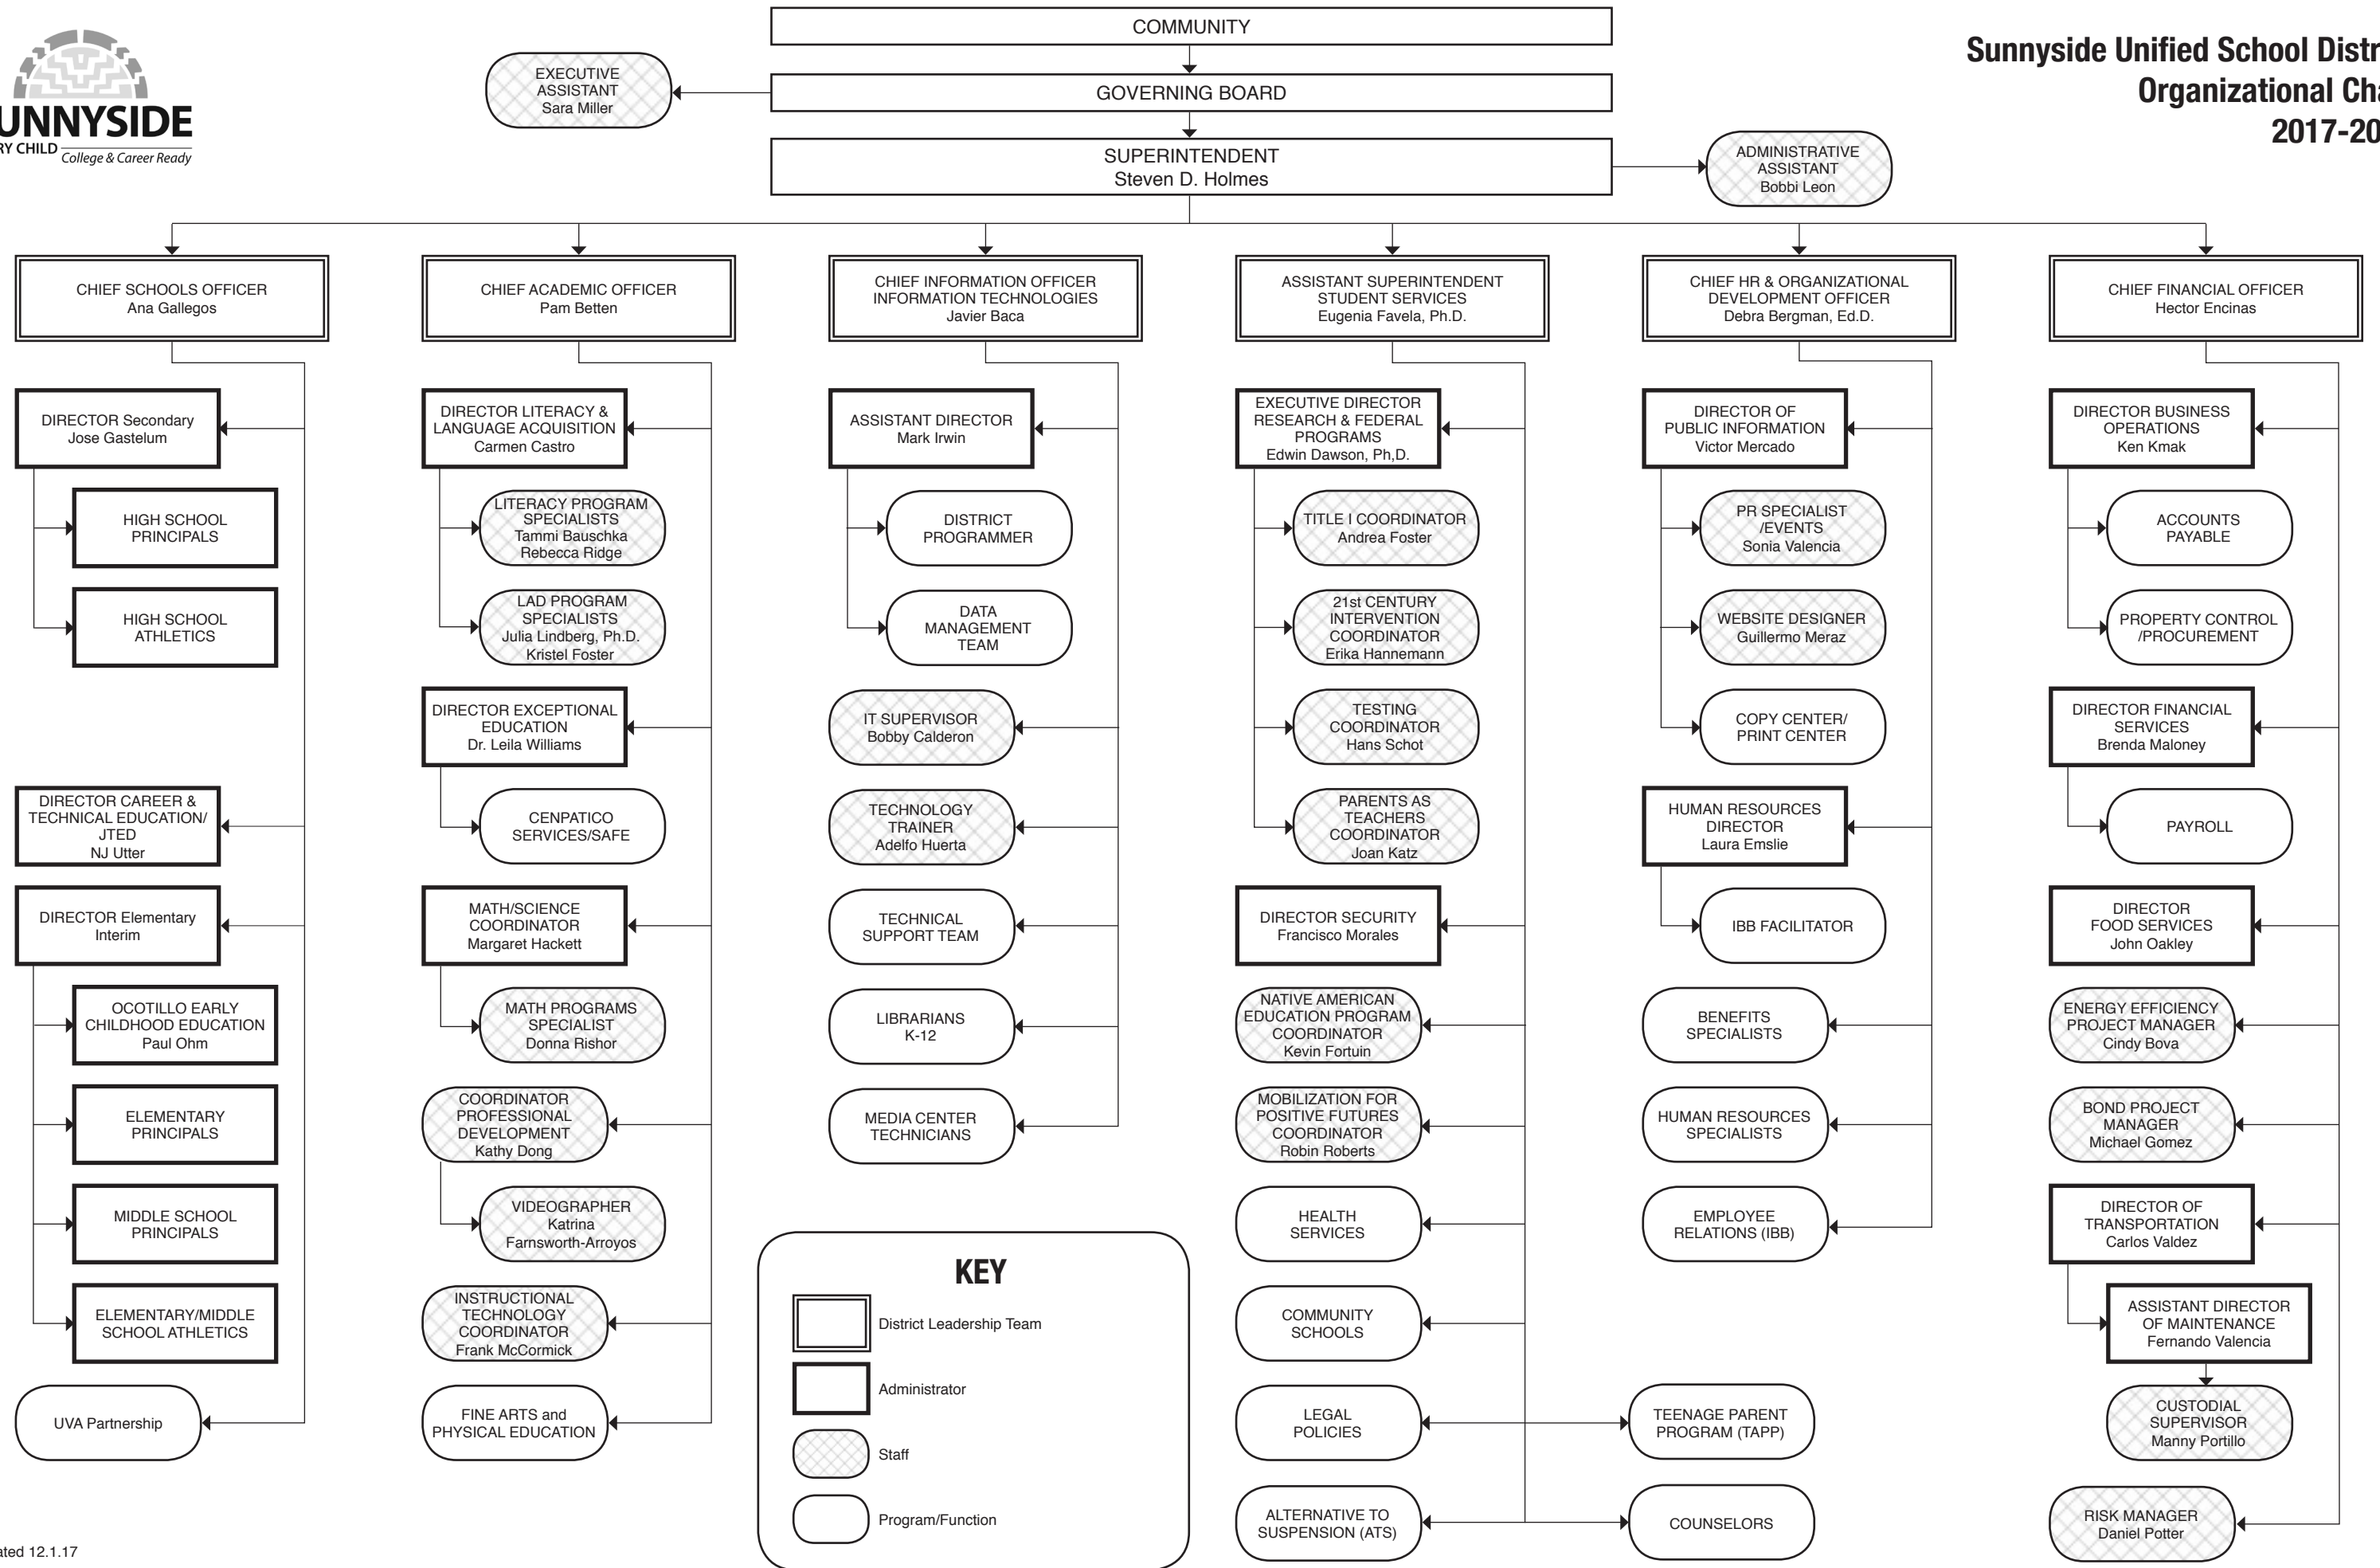 COMMUNITY
EXECUTIVE
ASSISTANT
Sara Miller
GOVERNING BOARD
SUPERINTENDENT
Steven D. Holmes
ADMINISTRATIVE
ASSISTANT
Bobbi Leon
Sunnyside Unified School Distr
Organizational Cha
2017-20
UNNYSIDE
RY CHILD College & Career Ready
CHIEF SCHOOLS OFFICER
Ana Gallegos
DIRECTOR Secondary
Jose Gastelum
HIGH SCHOOL
PRINCIPALS
HIGH SCHOOL
ATHLETICS
DIRECTOR CAREER &
TECHNICAL EDUCATION/
JTED
NJ Utter
DIRECTOR Elementary
Interim
OCOTILLO EARLY
CHILDHOOD EDUCATION
Paul Ohm
ELEMENTARY
PRINCIPALS
MIDDLE SCHOOL
PRINCIPALS
ELEMENTARY/MIDDLE
SCHOOL ATHLETICS
UVA Partnership
CHIEF ACADEMIC OFFICER
Pam Betten
DIRECTOR LITERACY &
LANGUAGE ACQUISITION
Carmen Castro
LITERACY PROGRAM
SPECIALISTS
Tammi Bauschka
Rebecca Ridge
LAD PROGRAM
SPECIALISTS
Julia Lindberg, Ph.D.
Kristel Foster
DIRECTOR EXCEPTIONAL
EDUCATION
Dr. Leila Williams
CENPATICO
SERVICES/SAFE
MATH/SCIENCE
COORDINATOR
Margaret Hackett
MATH PROGRAMS
SPECIALIST
Donna Rishor
COORDINATOR
PROFESSIONAL
DEVELOPMENT
Kathy Dong
VIDEOGRAPHER
Katrina
Farnsworth-Arroyos
INSTRUCTIONAL
TECHNOLOGY
COORDINATOR
Frank McCormick
FINE ARTS and
PHYSICAL EDUCATION
CHIEF INFORMATION OFFICER
INFORMATION TECHNOLOGIES
Javier Baca
ASSISTANT DIRECTOR
Mark Irwin
DISTRICT
PROGRAMMER
DATA
MANAGEMENT
TEAM
IT SUPERVISOR
Bobby Calderon
TECHNOLOGY
TRAINER
Adelfo Huerta
TECHNICAL
SUPPORT TEAM
LIBRARIANS
K-12
MEDIA CENTER
TECHNICIANS
ASSISTANT SUPERINTENDENT
STUDENT SERVICES
Eugenia Favela, Ph.D.
EXECUTIVE DIRECTOR
RESEARCH & FEDERAL
PROGRAMS
Edwin Dawson, Ph,D.
TITLE I COORDINATOR
Andrea Foster
21st CENTURY
INTERVENTION
COORDINATOR
Erika Hannemann
TESTING
COORDINATOR
Hans Schot
PARENTS AS
TEACHERS
COORDINATOR
Joan Katz
DIRECTOR SECURITY
Francisco Morales
NATIVE AMERICAN
EDUCATION PROGRAM
COORDINATOR
Kevin Fortuin
MOBILIZATION FOR
POSITIVE FUTURES
COORDINATOR
Robin Roberts
HEALTH
SERVICES
COMMUNITY
SCHOOLS
LEGAL
POLICIES
TEENAGE PARENT
PROGRAM (TAPP)
ALTERNATIVE TO
SUSPENSION (ATS)
COUNSELORS
CHIEF HR & ORGANIZATIONAL
DEVELOPMENT OFFICER
Debra Bergman, Ed.D.
DIRECTOR OF
PUBLIC INFORMATION
Victor Mercado
PR SPECIALIST
/EVENTS
Sonia Valencia
WEBSITE DESIGNER
Guillermo Meraz
COPY CENTER/
PRINT CENTER
HUMAN RESOURCES
DIRECTOR
Laura Emslie
IBB FACILITATOR
BENEFITS
SPECIALISTS
HUMAN RESOURCES
SPECIALISTS
EMPLOYEE
RELATIONS (IBB)
CHIEF FINANCIAL OFFICER
Hector Encinas
DIRECTOR BUSINESS
OPERATIONS
Ken Kmak
ACCOUNTS
PAYABLE
PROPERTY CONTROL
/PROCUREMENT
DIRECTOR FINANCIAL
SERVICES
Brenda Maloney
PAYROLL
DIRECTOR
FOOD SERVICES
John Oakley
ENERGY EFFICIENCY
PROJECT MANAGER
Cindy Bova
BOND PROJECT
MANAGER
Michael Gomez
DIRECTOR OF
TRANSPORTATION
Carlos Valdez
ASSISTANT DIRECTOR
OF MAINTENANCE
Fernando Valencia
CUSTODIAL
SUPERVISOR
Manny Portillo
RISK MANAGER
Daniel Potter
KEY
District Leadership Team
Administrator
Staff
Program/Function
ated 12.1.17